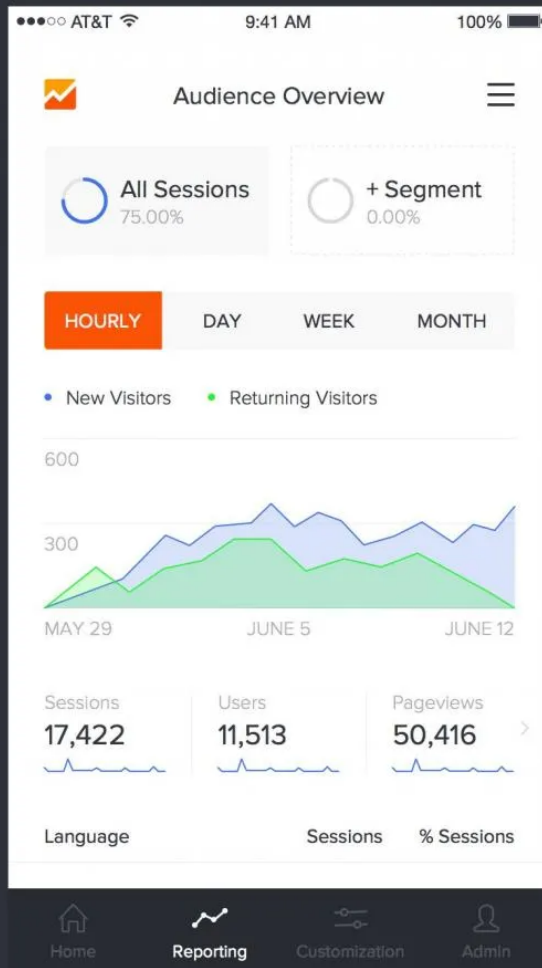 AT&T 9:41 AM 100%
Audience Overview
All Sessions
75.00%
+ Segment
0.00%
HOURLY DAY WEEK MONTH
New Visitors Returning Visitors
600
300
MAY 29 JUNE 5 JUNE 12
Sessions Users Pageviews
17,422 11,513 50,416
Language Sessions % Sessions
Home Reporting Customization Admin